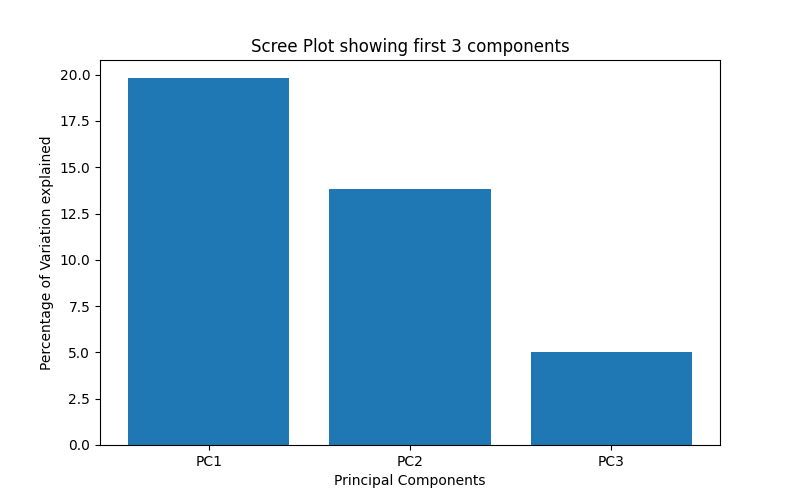 Scree Plot showing first 3 components
Percentage of Variation explained
20.0
17.5
15.0
12.5
10.0
7.5
5.0
2.5
0.0
PC1 PC2 PC3
Principal Components